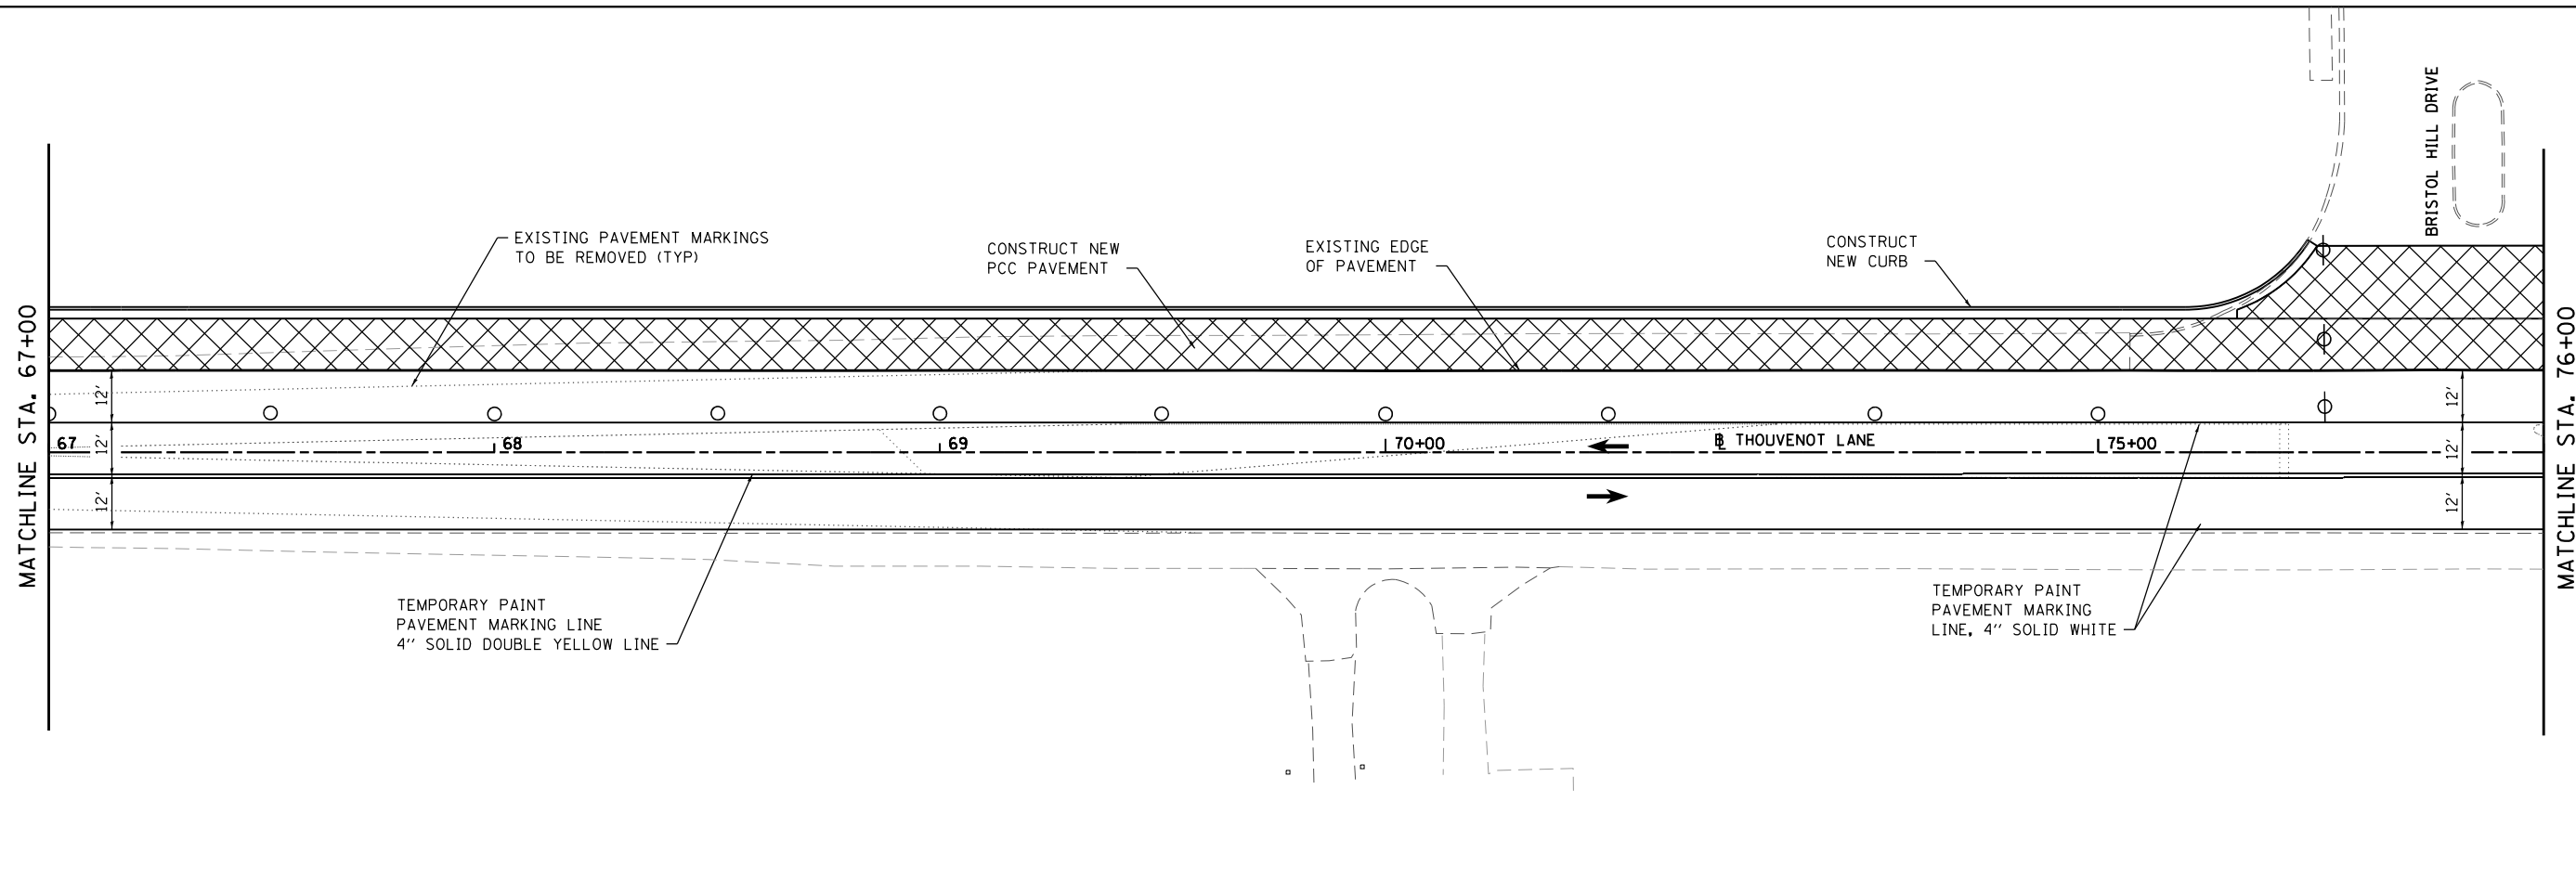 BRISTOL HILL DRIVE
EXISTING PAVEMENT MARKINGS
TO BE REMOVED (TYP)
CONSTRUCT NEW
PCC PAVEMENT
EXISTING EDGE
OF PAVEMENT
CONSTRUCT
NEW CURB
MATCHLINE STA. 67+00
MATCHLINE STA. 76+00
12'
12'
12'
67
68
69
70+00
℄ THOUVENOT LANE
75+00
12'
12'
12'
TEMPORARY PAINT
PAVEMENT MARKING LINE
4'' SOLID DOUBLE YELLOW LINE
TEMPORARY PAINT
PAVEMENT MARKING
LINE, 4'' SOLID WHITE